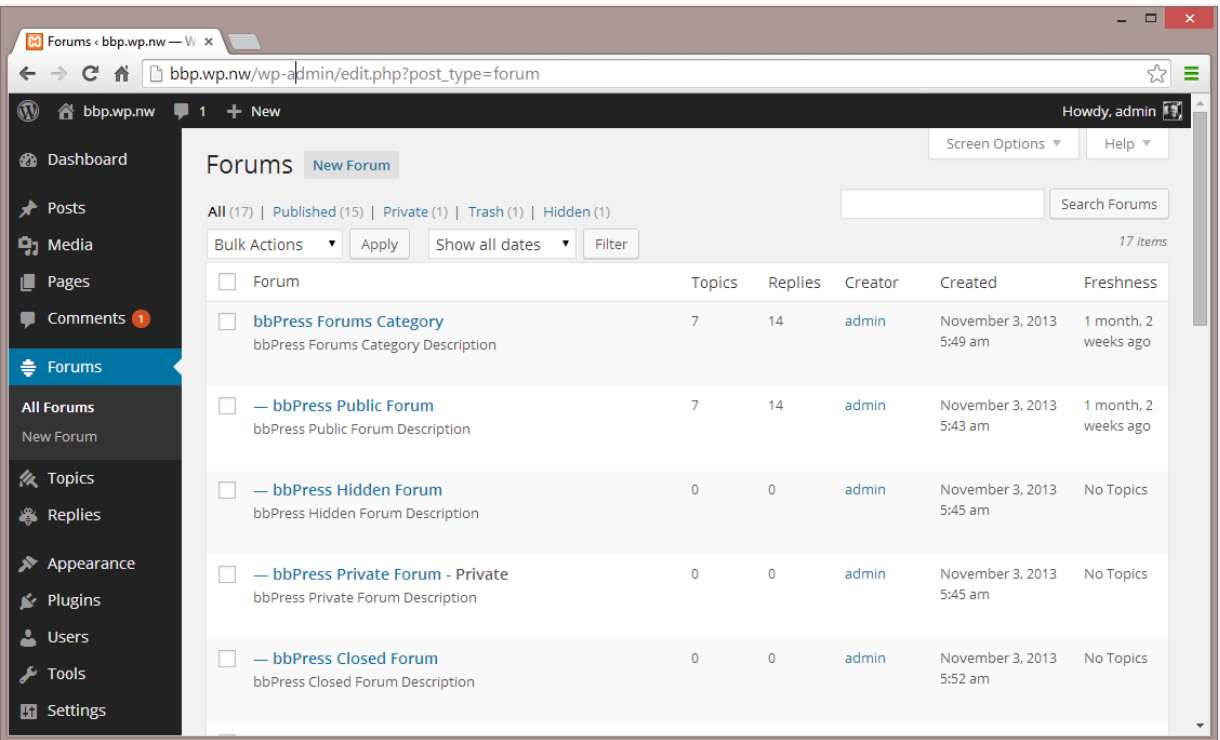 Forums ‹ bbp.wp.nw — W
bbp.wp.nw/wp-admin/edit.php?post_type=forum
bbp.wp.nw 1 + New Howdy, admin
Dashboard
Posts
Media
Pages
Comments 1
Forums
All Forums
New Forum
Topics
Replies
Appearance
Plugins
Users
Tools
Settings
Screen Options Help
Forums New Forum
All (17) | Published (15) | Private (1) | Trash (1) | Hidden (1)
Search Forums
Bulk Actions Apply Show all dates Filter 17 items
Forum Topics Replies Creator Created Freshness
bbPress Forums Category 7 14 admin November 3, 2013 1 month, 2
bbPress Forums Category Description 5:49 am weeks ago
— bbPress Public Forum 7 14 admin November 3, 2013 1 month, 2
bbPress Public Forum Description 5:43 am weeks ago
— bbPress Hidden Forum 0 0 admin November 3, 2013 No Topics
bbPress Hidden Forum Description 5:45 am
— bbPress Private Forum - Private 0 0 admin November 3, 2013 No Topics
bbPress Private Forum Description 5:45 am
— bbPress Closed Forum 0 0 admin November 3, 2013 No Topics
bbPress Closed Forum Description 5:52 am